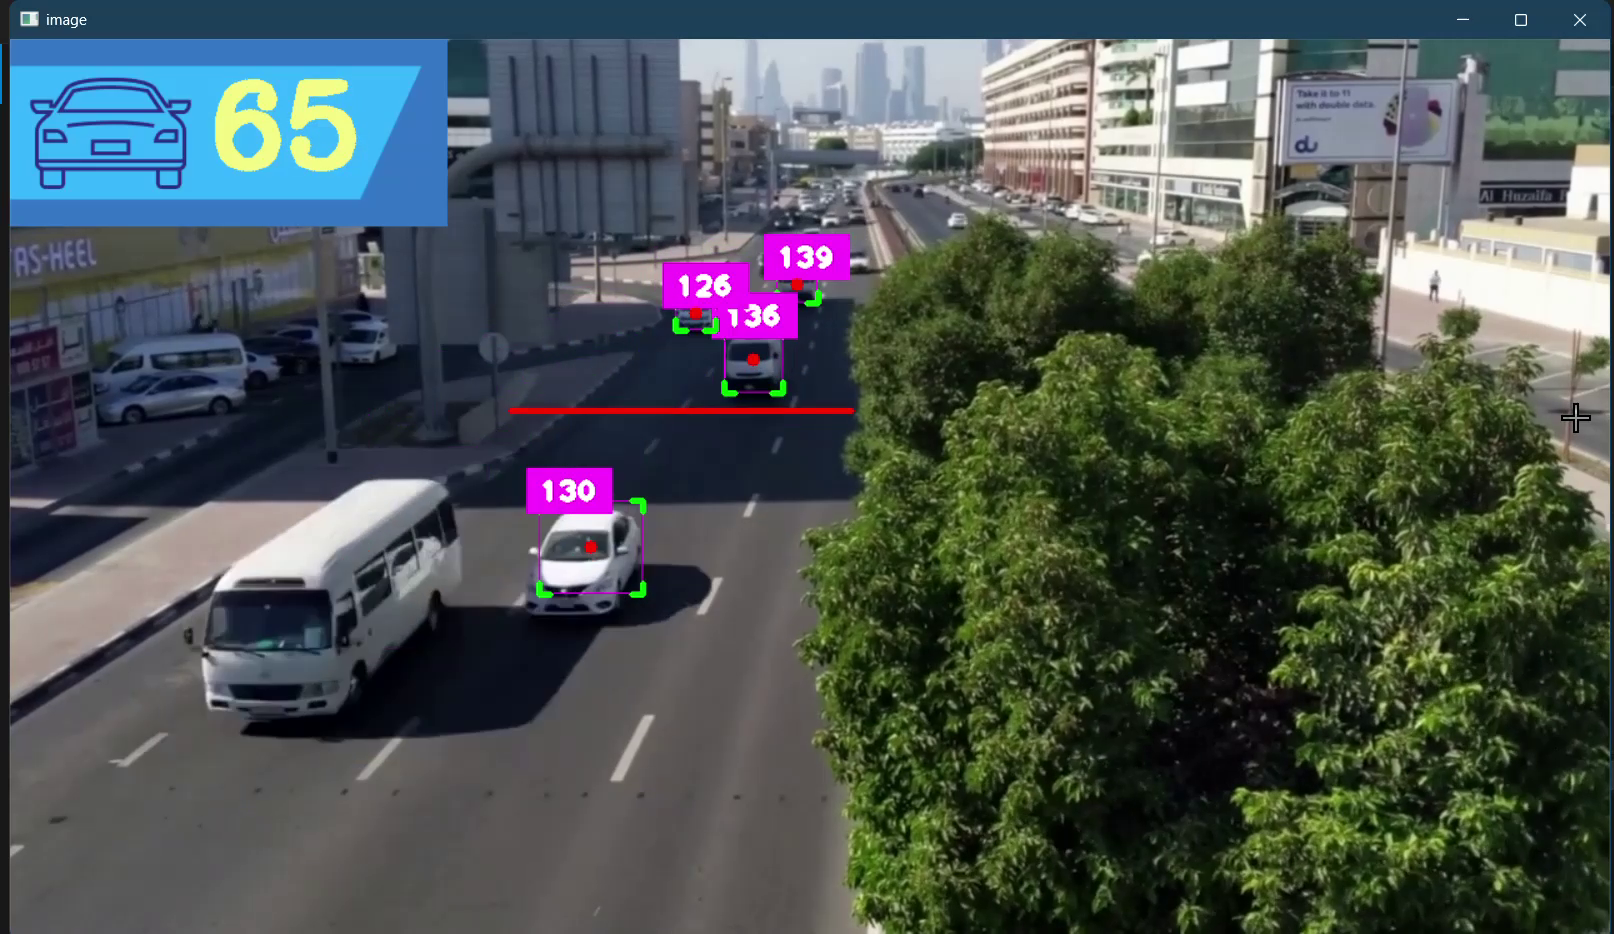 image
65
Take it to 11
with double data.
du
Al Huzaifa
AS-HEEL
139
126
136
130